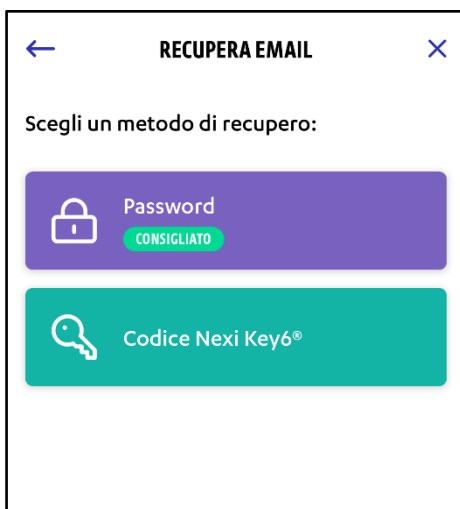 RECUPERA EMAIL
Scegli un metodo di recupero:
Password
CONSIGLIATO
Codice Nexi Key6®